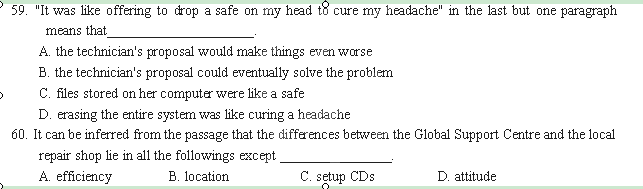 59. "It was like offering to drop a safe on my head to cure my headache" in the last but one paragraph
means that____________________.
A. the technician's proposal would make things even worse
B. the technician's proposal could eventually solve the problem
C. files stored on her computer were like a safe
D. erasing the entire system was like curing a headache
60. It can be inferred from the passage that the differences between the Global Support Centre and the local
repair shop lie in all the followings except _______________.
A. efficiency B. location C. setup CDs D. attitude